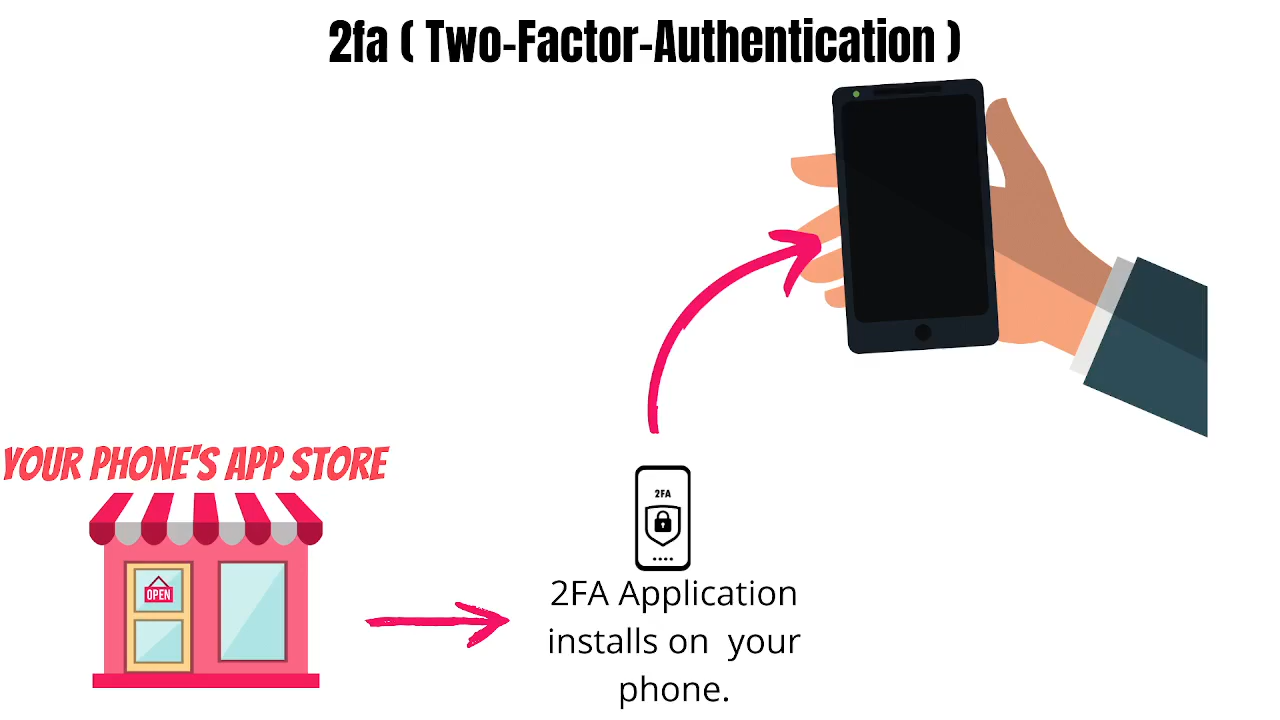 2fa ( Two-Factor-Authentication )
YOUR PHONE'S APP STORE
OPEN
2FA
2FA Application
installs on  your
phone.